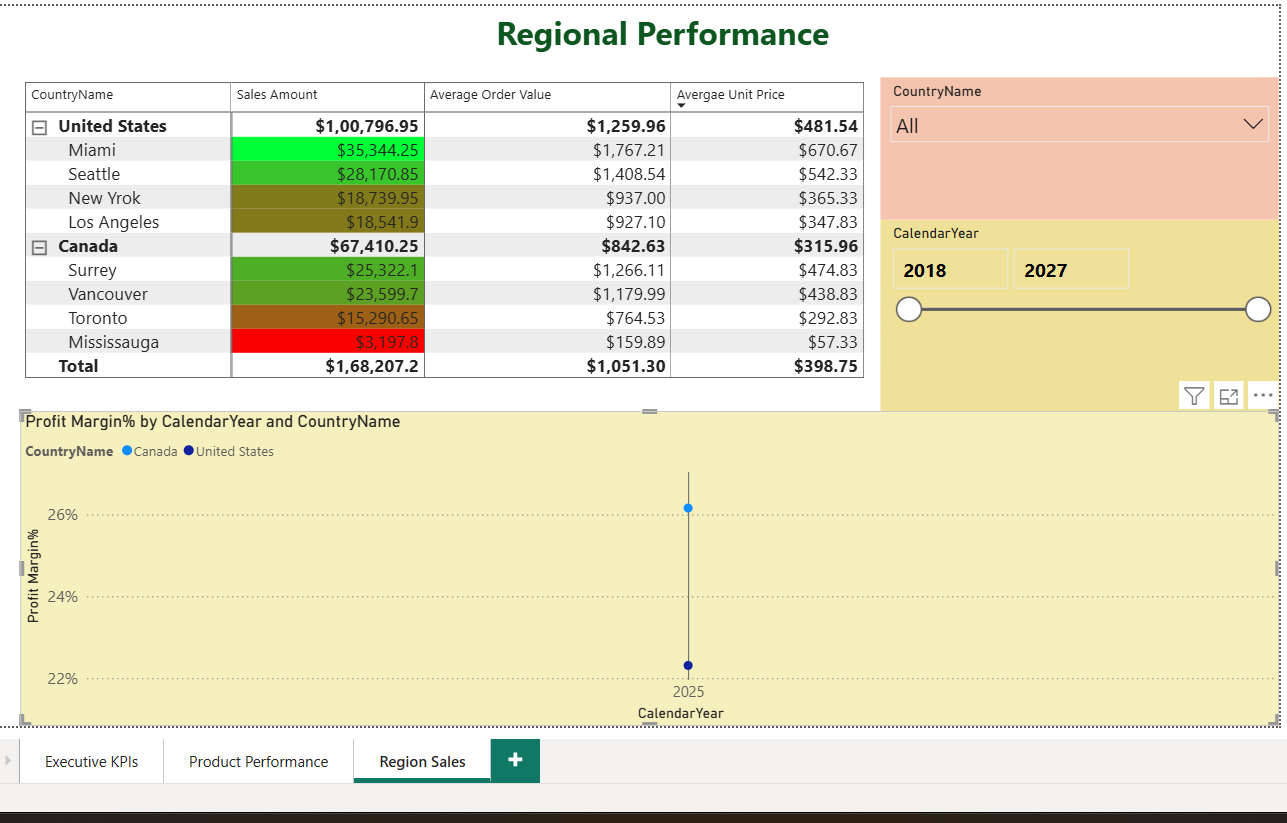 Regional Performance
CountryName Sales Amount Average Order Value Avergae Unit Price
United States $1,00,796.95 $1,259.96 $481.54
Miami $35,344.25 $1,767.21 $670.67
Seattle $28,170.85 $1,408.54 $542.33
New Yrok $18,739.95 $937.00 $365.33
Los Angeles $18,541.9 $927.10 $347.83
Canada $67,410.25 $842.63 $315.96
Surrey $25,322.1 $1,266.11 $474.83
Vancouver $23,599.7 $1,179.99 $438.83
Toronto $15,290.65 $764.53 $292.83
Mississauga $3,197.8 $159.89 $57.33
Total $1,68,207.2 $1,051.30 $398.75
CountryName
All
CalendarYear
2018 2027
Profit Margin% by CalendarYear and CountryName
CountryName Canada United States
Profit Margin%
26%
24%
22%
2025
CalendarYear
Executive KPIs Product Performance Region Sales +